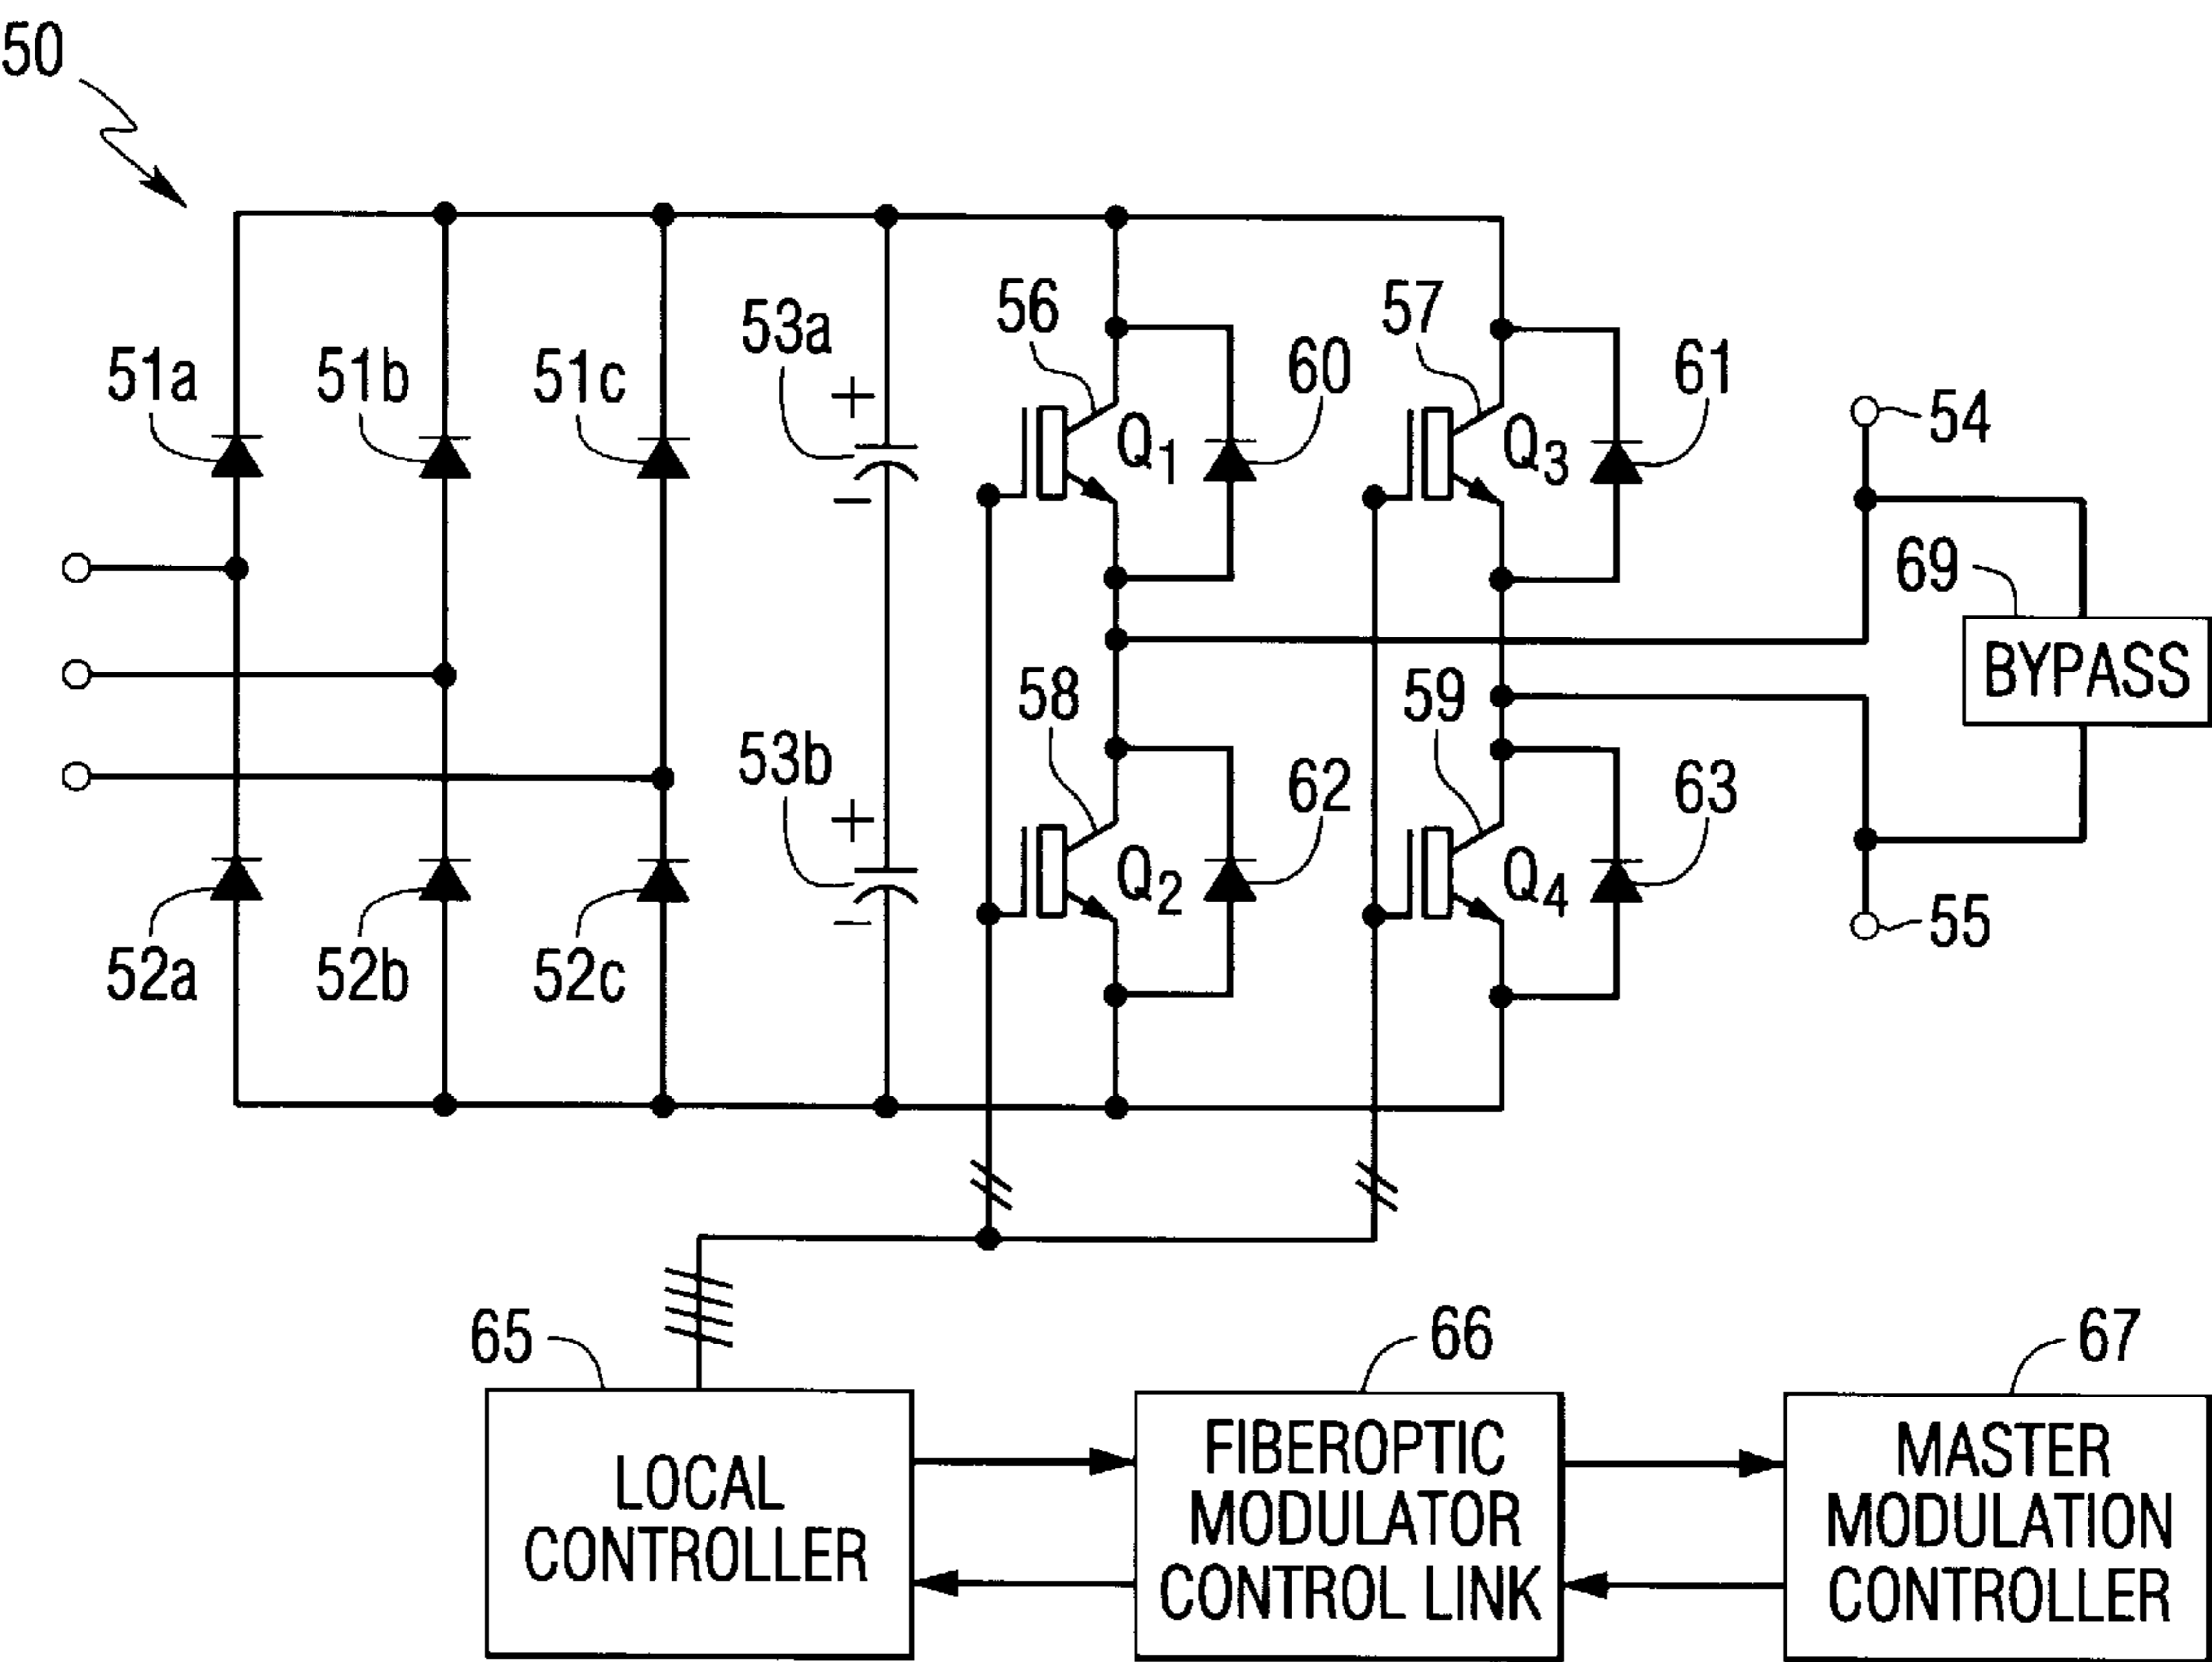 50
56
57
53a
60
61
51a
51b
51c
+
54
Q1
Q3
−
69
BYPASS
58
59
53b
62
63
+
Q2
Q4
−
55
52a
52b
52c
65
66
67
LOCAL
CONTROLLER
FIBEROPTIC
MODULATOR
CONTROL LINK
MASTER
MODULATION
CONTROLLER